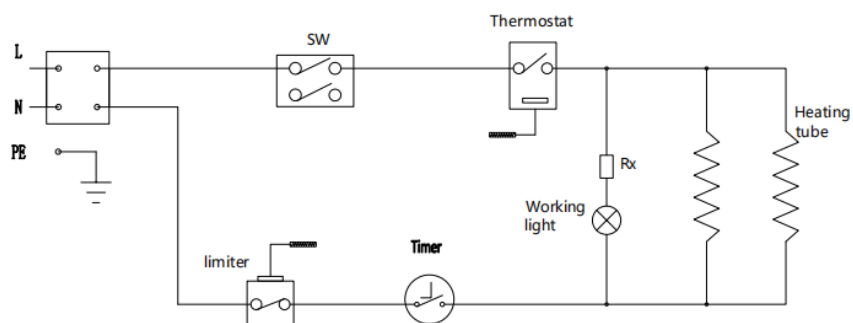 Thermostat
SW
L
N
Heating
tube
PE
Rx
Working
light
Timer
limiter